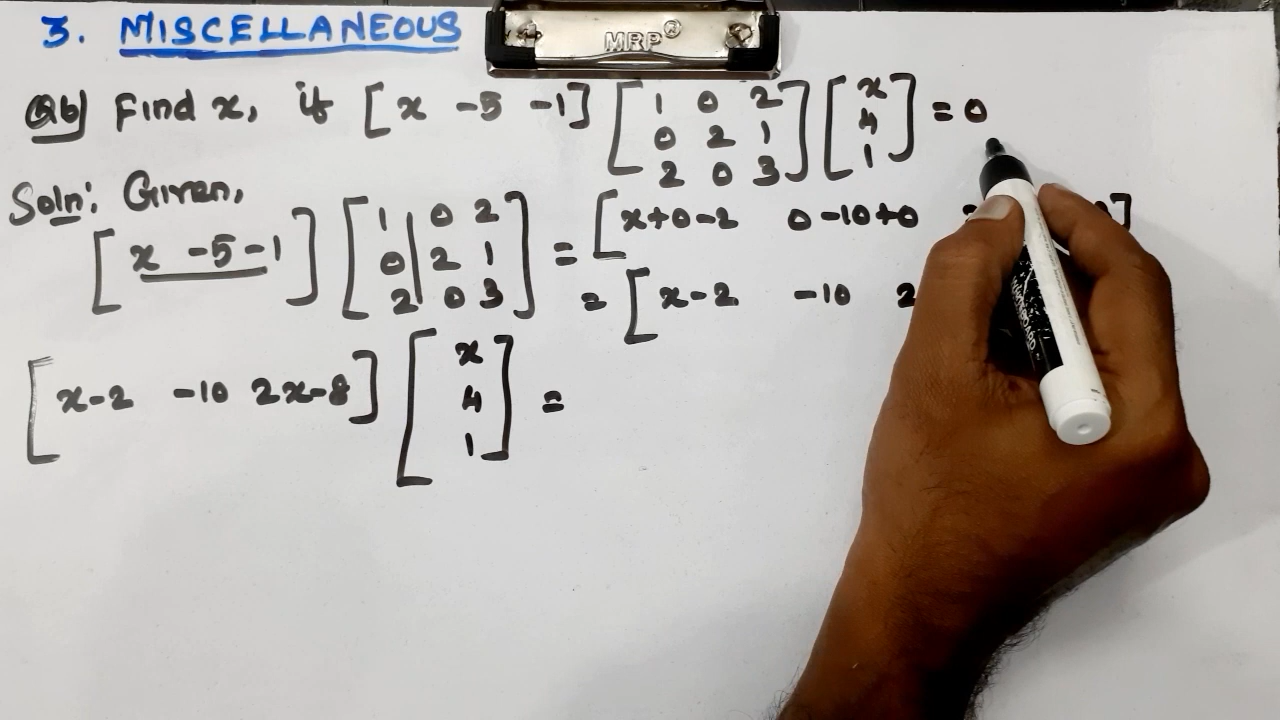 3. MISCELLANEOUS
MRP®
Q6) Find x, if [x -5 -1] [1 0 2 [x
0 2 1 4
2 0 3] 1] = 0
Soln: Given,
[x -5 -1] [1 0 2 = [x+0-2 0-10+0
0 2 1
2 0 3] = [x-2 -10 2
[x-2 -10 2x-8] [x
4
1] =
BOARD